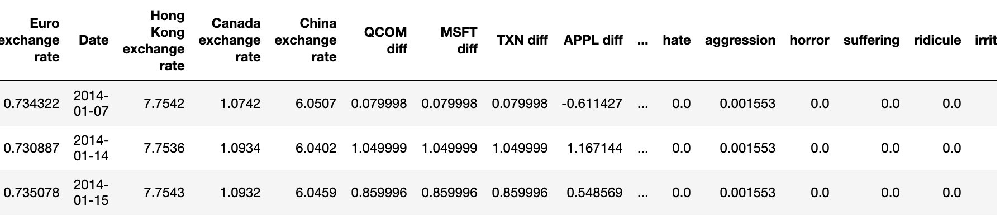 Euro exchange rate Date Hong Kong exchange rate Canada exchange rate China exchange rate QCOM diff MSFT diff TXN diff APPL diff ... hate aggression horror suffering ridicule irrit
0.734322 2014-01-07 7.7542 1.0742 6.0507 0.079998 0.079998 0.079998 -0.611427 ... 0.0 0.001553 0.0 0.0 0.0
0.730887 2014-01-14 7.7536 1.0934 6.0402 1.049999 1.049999 1.049999 1.167144 ... 0.0 0.001553 0.0 0.0 0.0
0.735078 2014-01-15 7.7543 1.0932 6.0459 0.859996 0.859996 0.859996 0.548569 ... 0.0 0.001553 0.0 0.0 0.0